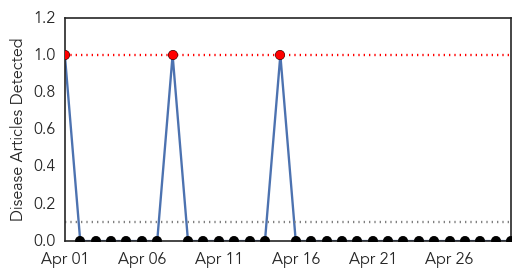 1.2
1.0
0.8
0.6
0.4
0.2
0.0
Disease Articles Detected
Apr 01
Apr 06
Apr 11
Apr 16
Apr 21
Apr 26